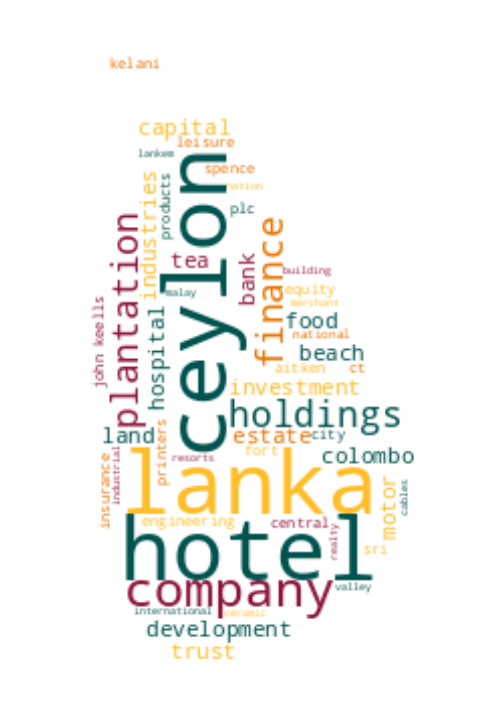 kelani
capital
leisure
lankem
spence
nation
products
industries
ceylon
plc
plantation
tea
bank
finance
building
malay
equity
merchant
john keells
hospital
food
national
beach
aitken
ct
investment
holdings
land
printers
estate
city
fort
colombo
resorts
industrial
insurance
lanka
motor
cables
engineering
central
hotel
realty
sri
company
valley
international
ceramic
development
trust